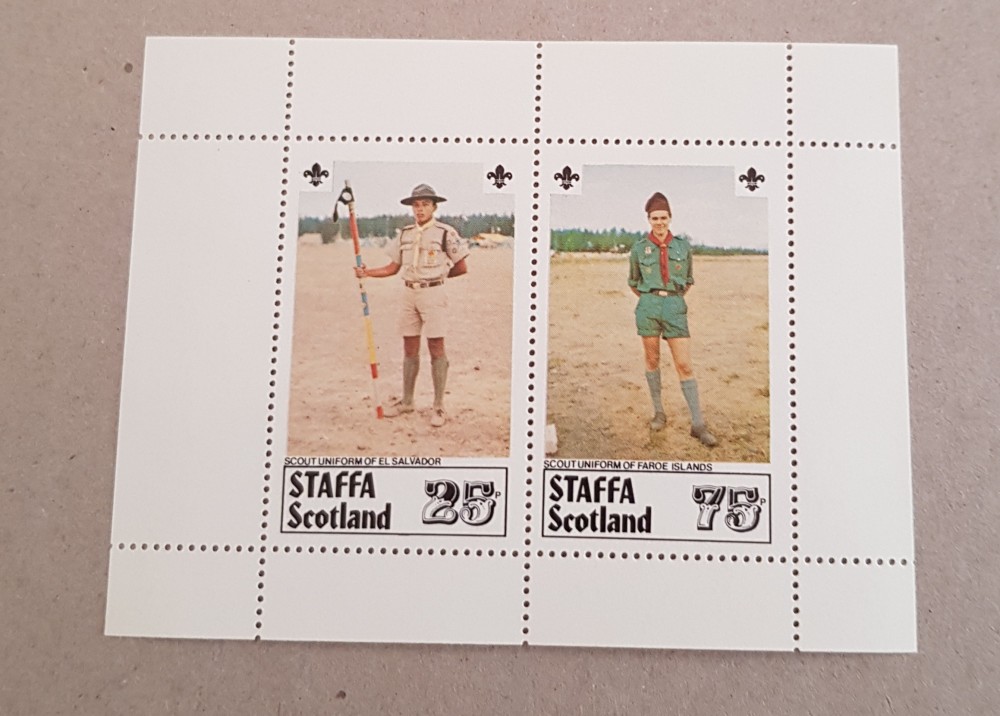 SCOUT UNIFORM OF EL SALVADOR
STAFFA
Scotland
25P
SCOUT UNIFORM OF FAROE ISLANDS
STAFFA
Scotland
75P